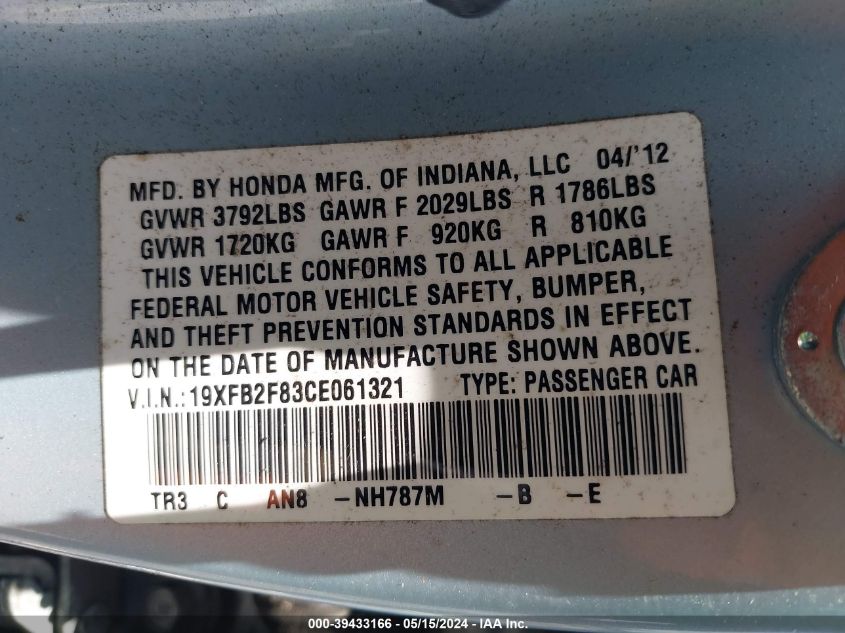 MFD. BY HONDA MFG. OF INDIANA, LLC 04/'12
GVWR 3792LBS GAWR F 2029LBS R 1786LBS
GVWR 1720KG GAWR F 920KG R 810KG
THIS VEHICLE CONFORMS TO ALL APPLICABLE
FEDERAL MOTOR VEHICLE SAFETY, BUMPER,
AND THEFT PREVENTION STANDARDS IN EFFECT
ON THE DATE OF MANUFACTURE SHOWN ABOVE.
V.I.N.:19XFB2F83CE061321 TYPE: PASSENGER CAR
TR3 C AN8 -NH787M -B -E
000-39433166 - 05/15/2024 - IAA Inc.